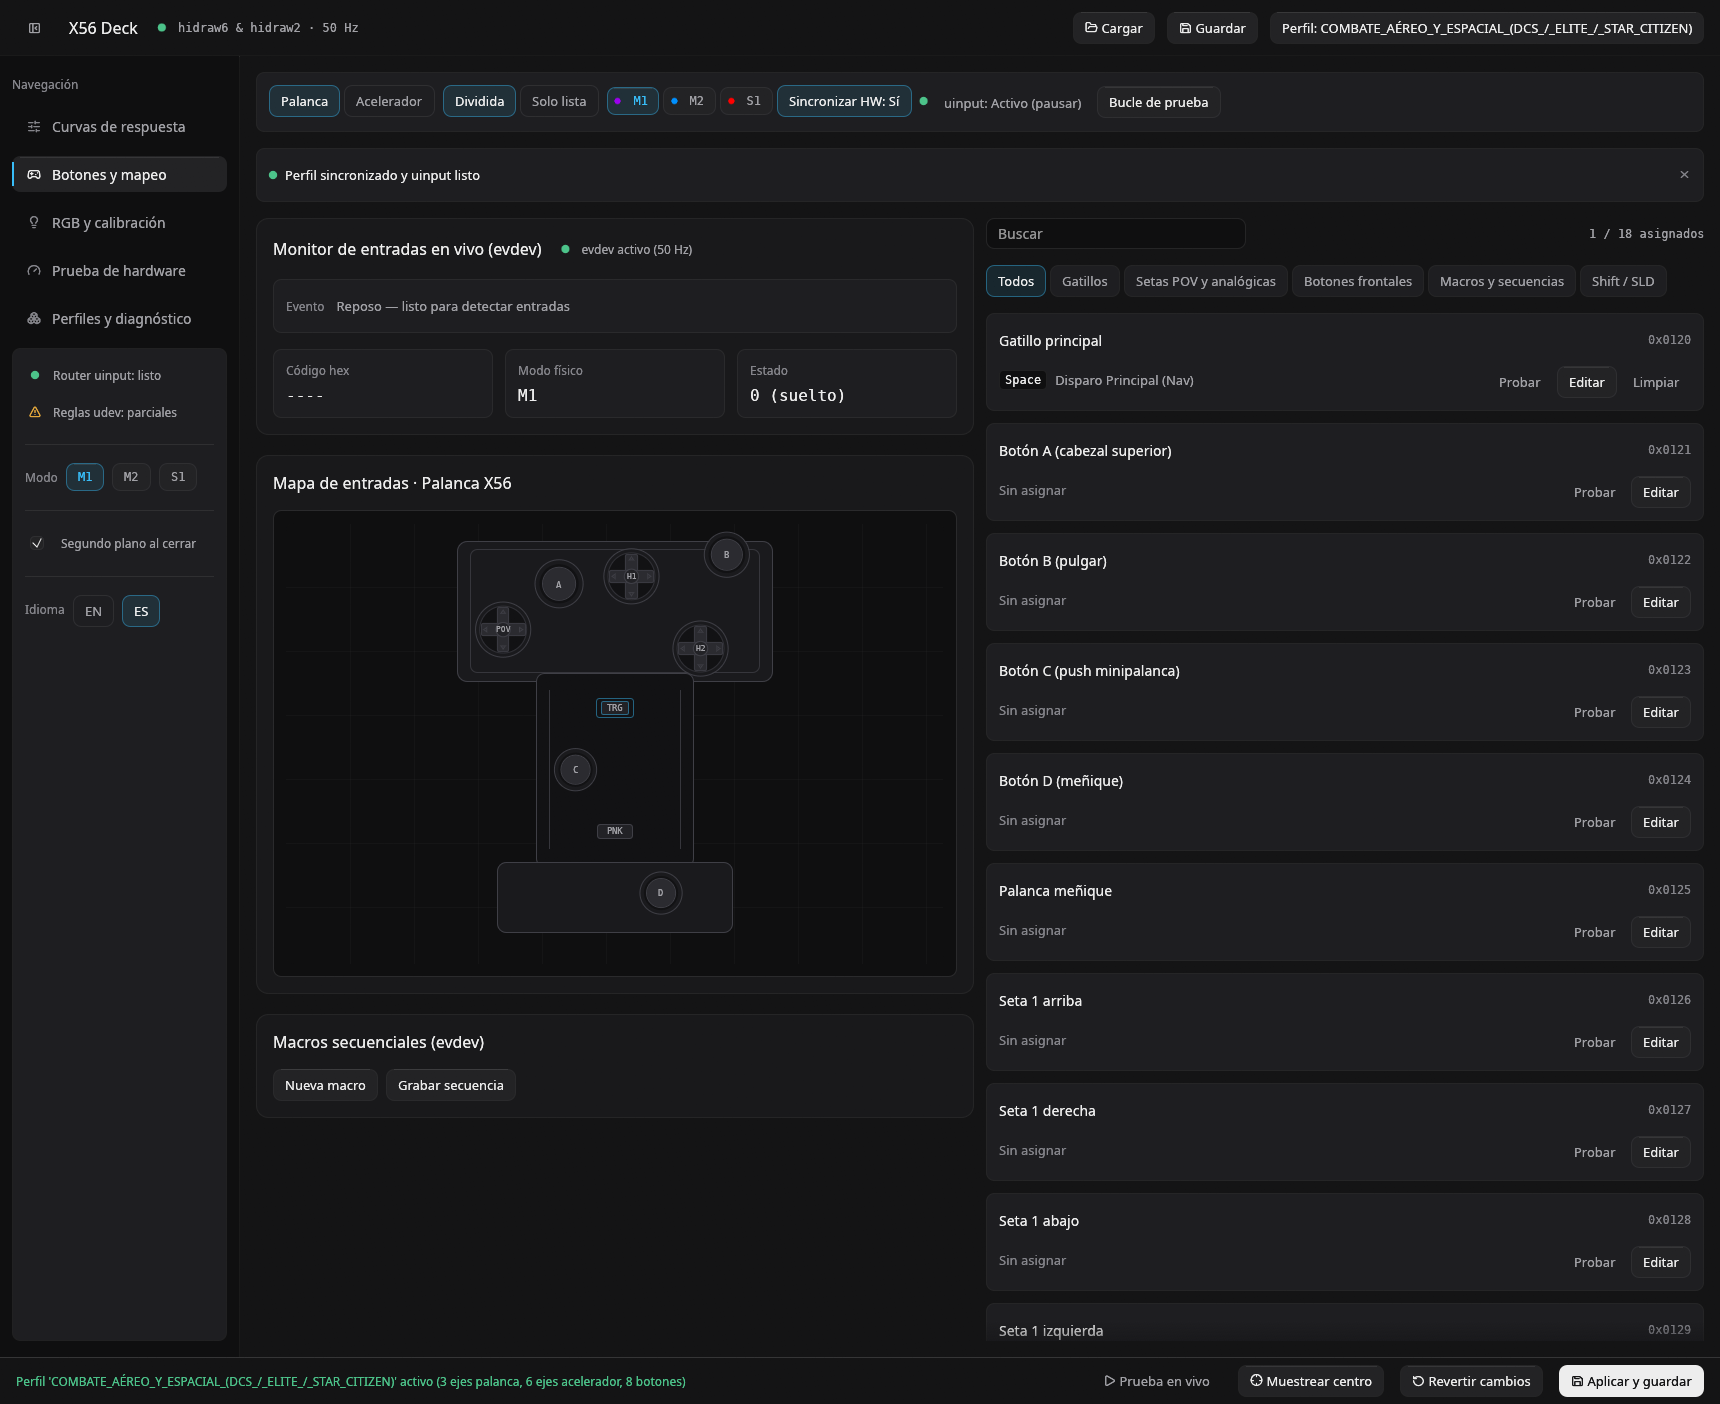 X56 Deck
hidraw6 & hidraw2 · 50 Hz
Cargar
Guardar
Perfil: COMBATE_AÉREO_Y_ESPACIAL_(DCS_/_ELITE_/_STAR_CITIZEN)
Navegación
Curvas de respuesta
Botones y mapeo
RGB y calibración
Prueba de hardware
Perfiles y diagnóstico
Router uinput: listo
Reglas udev: parciales
Modo M1 M2 S1
Segundo plano al cerrar
Idioma EN ES
Palanca Acelerador Dividida Solo lista M1 M2 S1 Sincronizar HW: Sí uinput: Activo (pausar) Bucle de prueba
Perfil sincronizado y uinput listo
Monitor de entradas en vivo (evdev) evdev activo (50 Hz)
Evento Reposo — listo para detectar entradas
Código hex
----
Modo físico
M1
Estado
0 (suelto)
Mapa de entradas · Palanca X56
B
H1
A
POV
H2
TRG
C
PNK
D
Macros secuenciales (evdev)
Nueva macro Grabar secuencia
Buscar
1 / 18 asignados
Todos Gatillos Setas POV y analógicas Botones frontales Macros y secuencias Shift / SLD
Gatillo principal 0x0120
Space Disparo Principal (Nav) Probar Editar Limpiar
Botón A (cabezal superior) 0x0121
Sin asignar Probar Editar
Botón B (pulgar) 0x0122
Sin asignar Probar Editar
Botón C (push minipalanca) 0x0123
Sin asignar Probar Editar
Botón D (meñique) 0x0124
Sin asignar Probar Editar
Palanca meñique 0x0125
Sin asignar Probar Editar
Seta 1 arriba 0x0126
Sin asignar Probar Editar
Seta 1 derecha 0x0127
Sin asignar Probar Editar
Seta 1 abajo 0x0128
Sin asignar Probar Editar
Seta 1 izquierda 0x0129
Perfil 'COMBATE_AÉREO_Y_ESPACIAL_(DCS_/_ELITE_/_STAR_CITIZEN)' activo (3 ejes palanca, 6 ejes acelerador, 8 botones)
Prueba en vivo
Muestrear centro
Revertir cambios
Aplicar y guardar